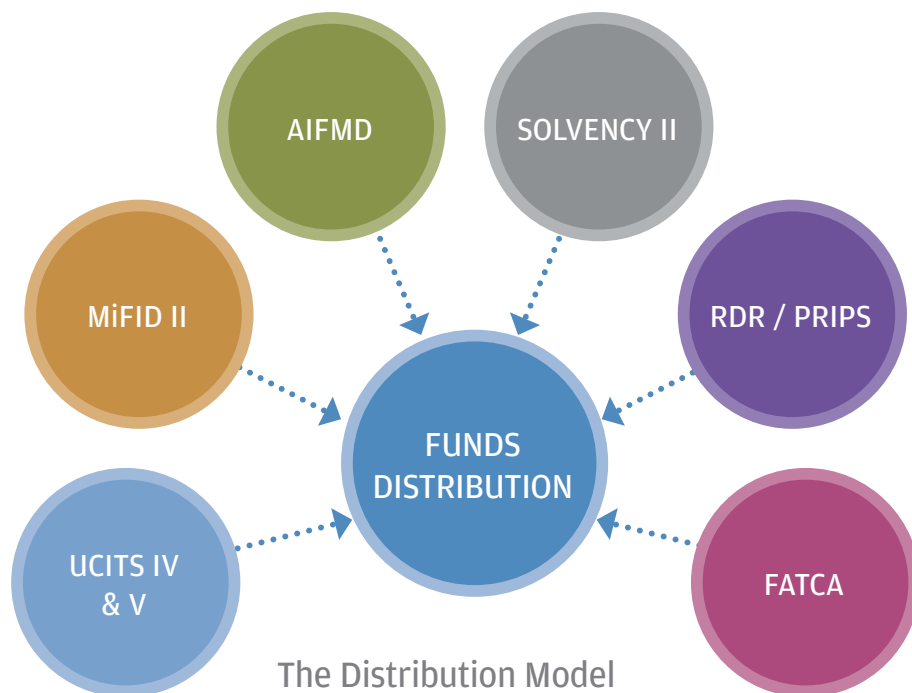 AIFMD
SOLVENCY II
MiFID II
RDR / PRIPS
FUNDS
DISTRIBUTION
UCITS IV
& V
FATCA
The Distribution Model